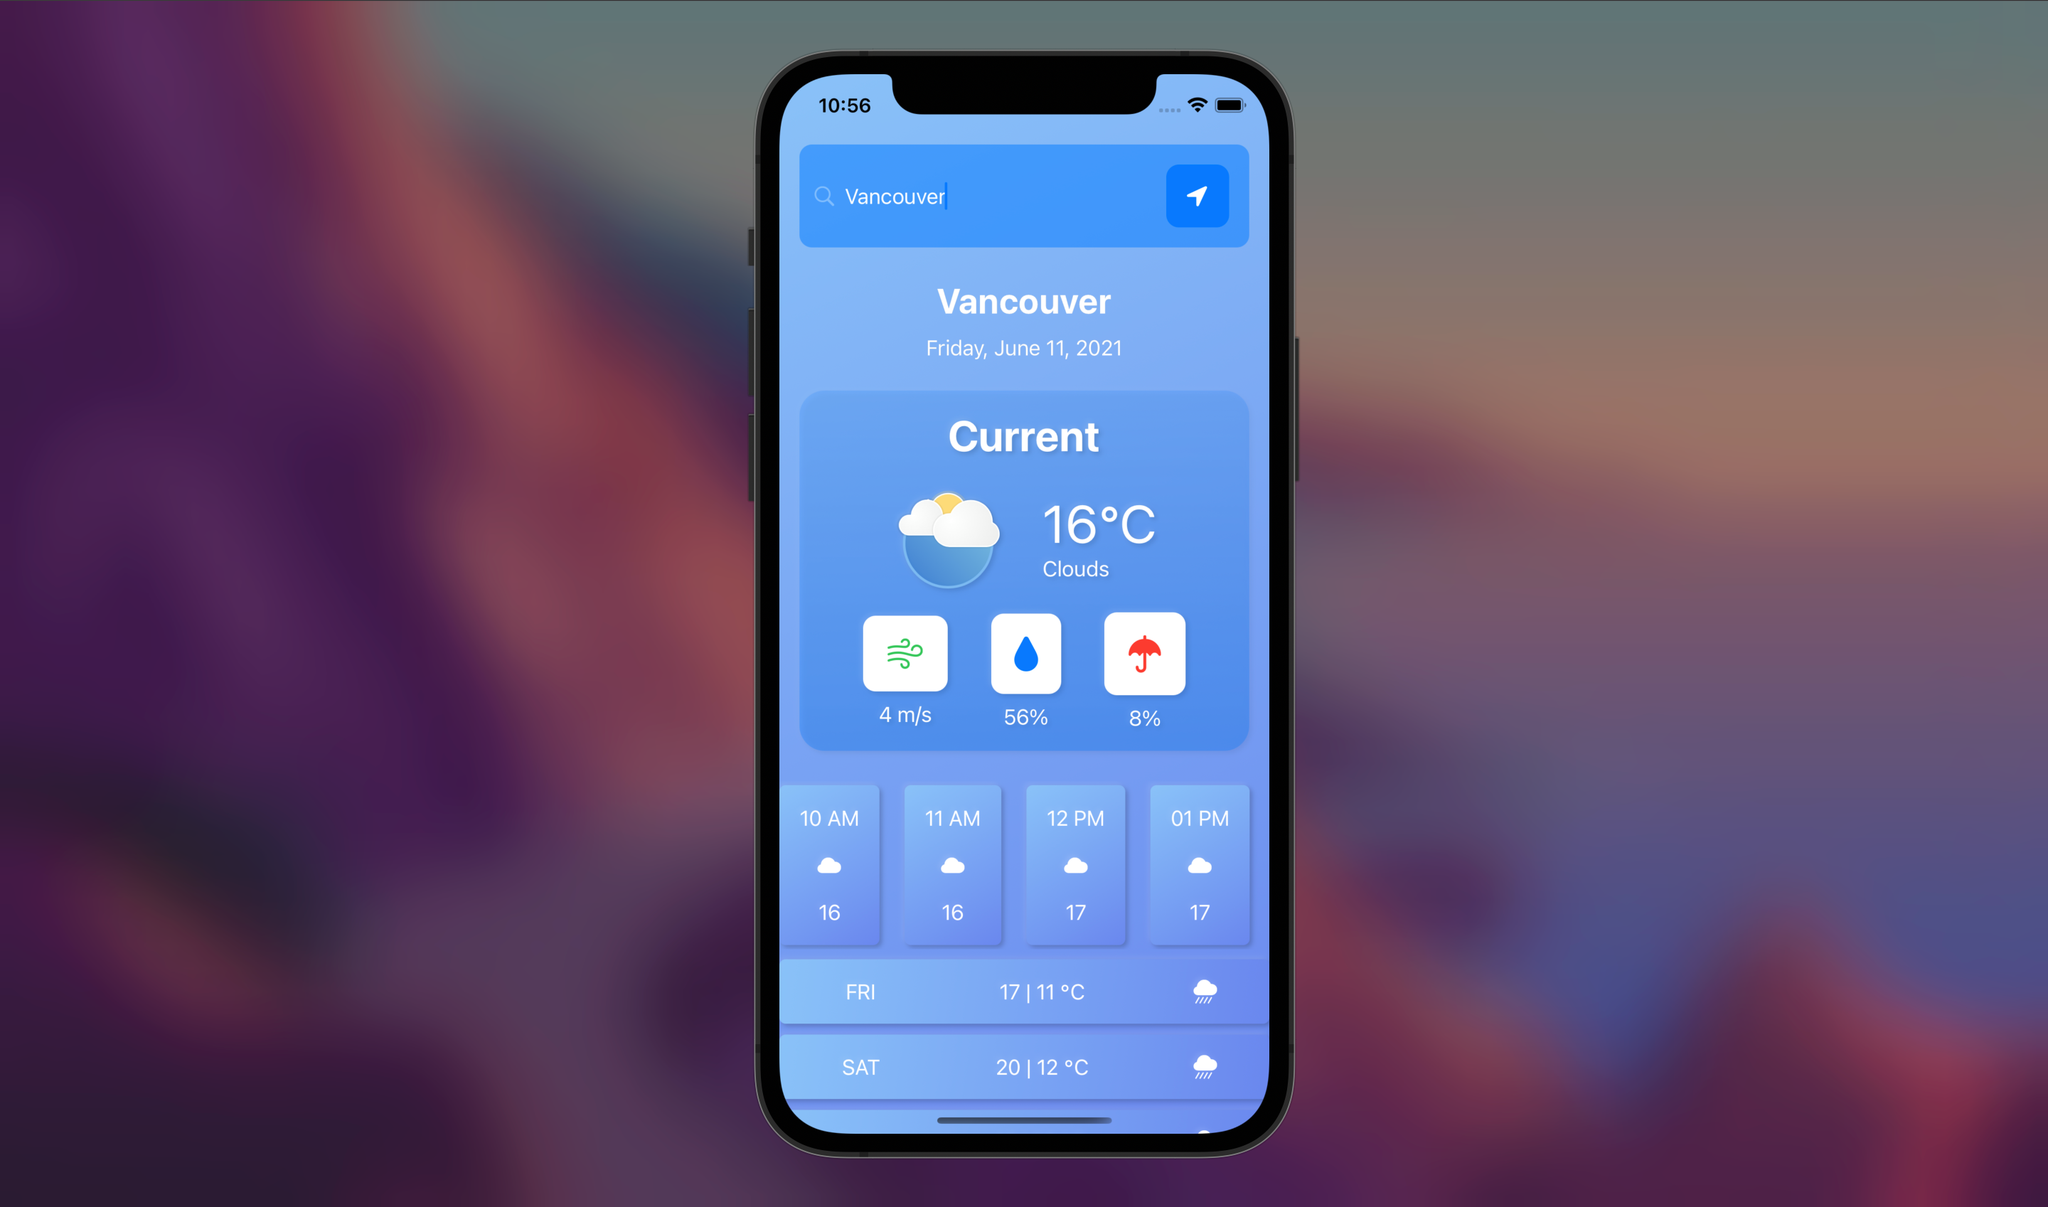 10:56
Vancouver
Vancouver
Friday, June 11, 2021
Current
16°C
Clouds
4 m/s 56% 8%
10 AM 11 AM 12 PM 01 PM
16 16 17 17
FRI 17 | 11 °C
SAT 20 | 12 °C